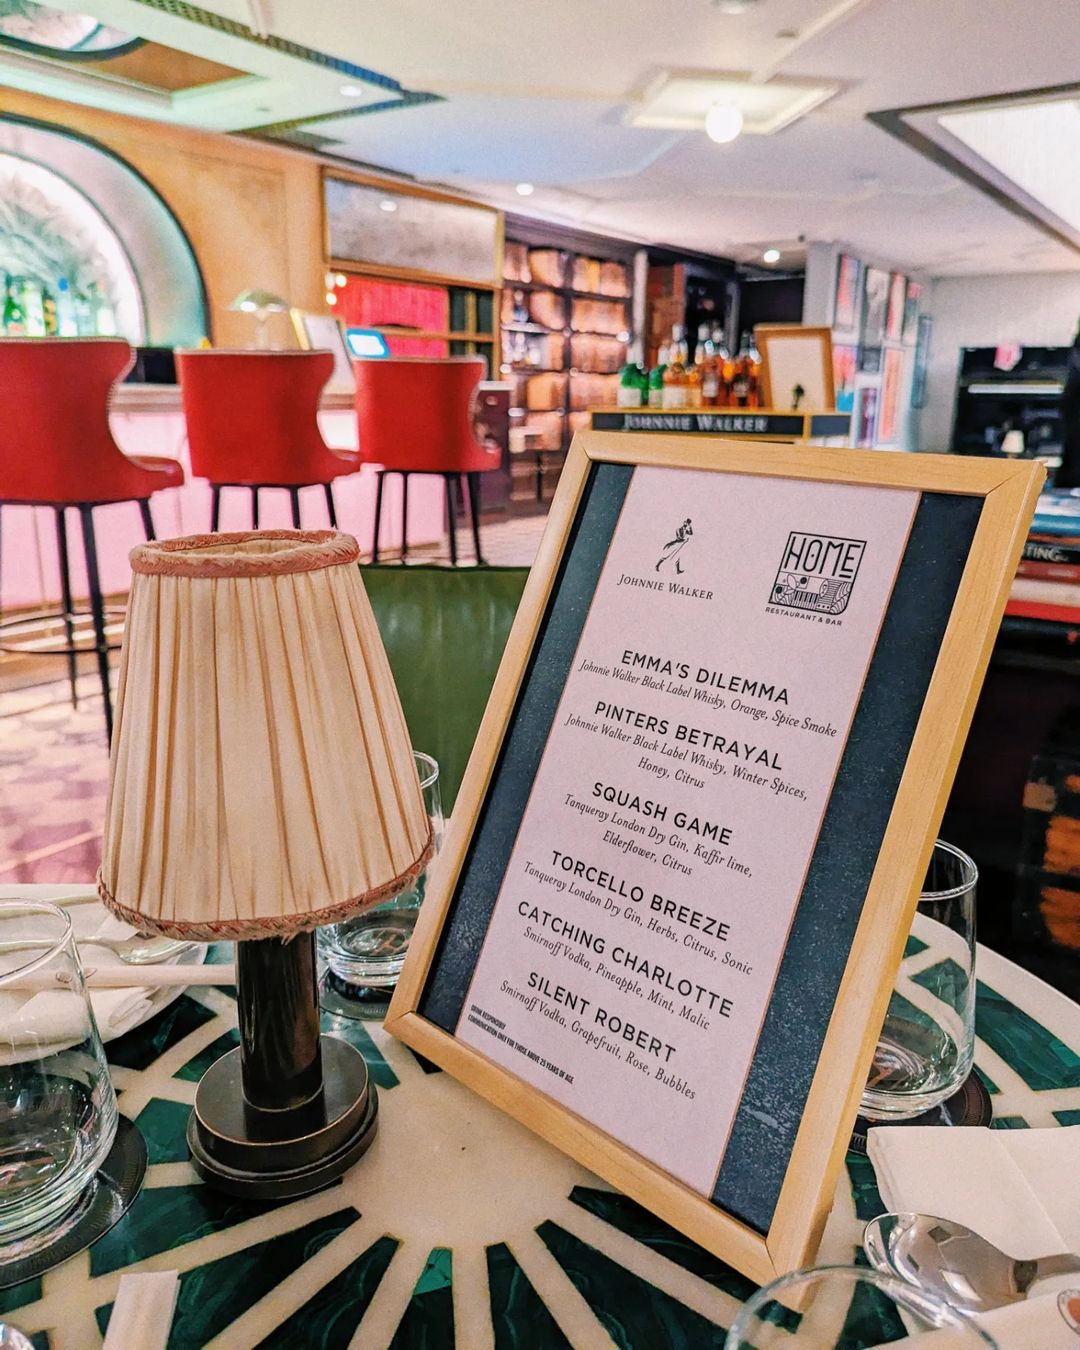 JOHNNIE WALKER
JOHNNIE WALKER
HOME
RESTAURANT & BAR
EMMA'S DILEMMA
Johnnie Walker Black Label Whisky, Orange, Spice Smoke
PINTERS BETRAYAL
Johnnie Walker Black Label Whisky, Winter Spices,
Honey, Citrus
SQUASH GAME
Tanqueray London Dry Gin, Kaffir lime,
Elderflower, Citrus
TORCELLO BREEZE
Tanqueray London Dry Gin, Herbs, Citrus, Sonic
CATCHING CHARLOTTE
Smirnoff Vodka, Pineapple, Mint, Malic
SILENT ROBERT
Smirnoff Vodka, Grapefruit, Rose, Bubbles
DRINK RESPONSIBLY
COMMUNICATION ONLY FOR THOSE ABOVE 25 YEARS OF AGE